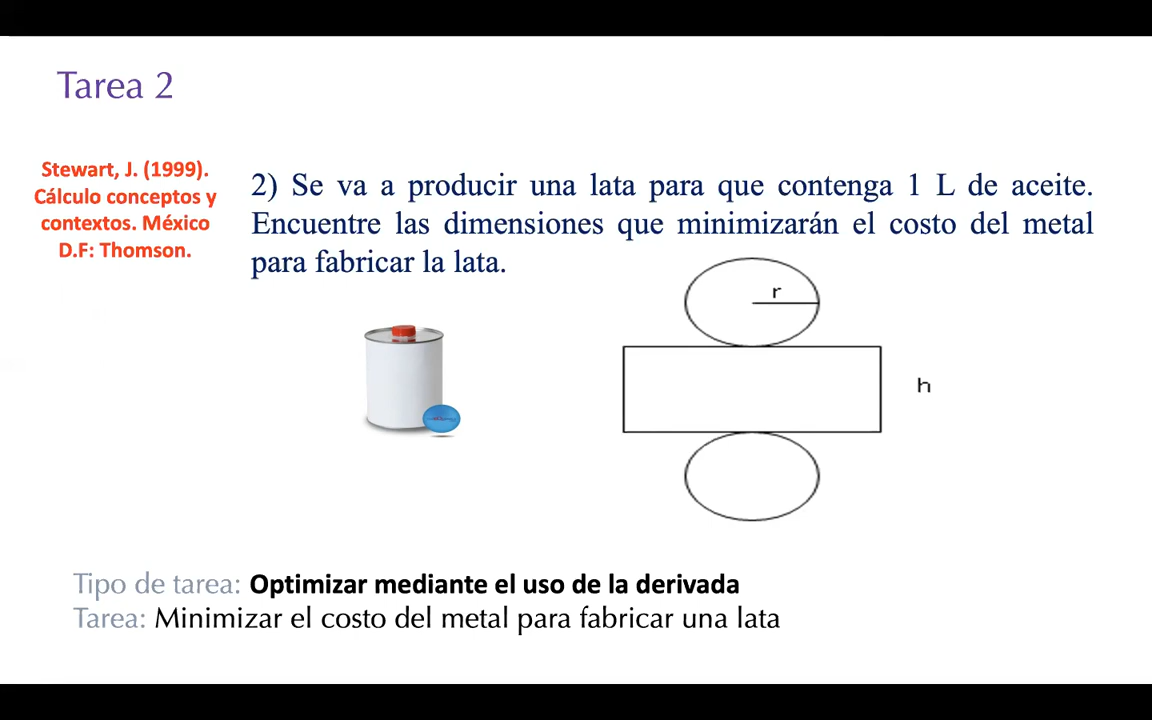 Tarea 2
Stewart, J. (1999).
Cálculo conceptos y
contextos. México
D.F: Thomson.
2) Se va a producir una lata para que contenga 1 L de aceite.
Encuentre las dimensiones que minimizarán el costo del metal
para fabricar la lata.
r
h
Tipo de tarea: Optimizar mediante el uso de la derivada
Tarea: Minimizar el costo del metal para fabricar una lata